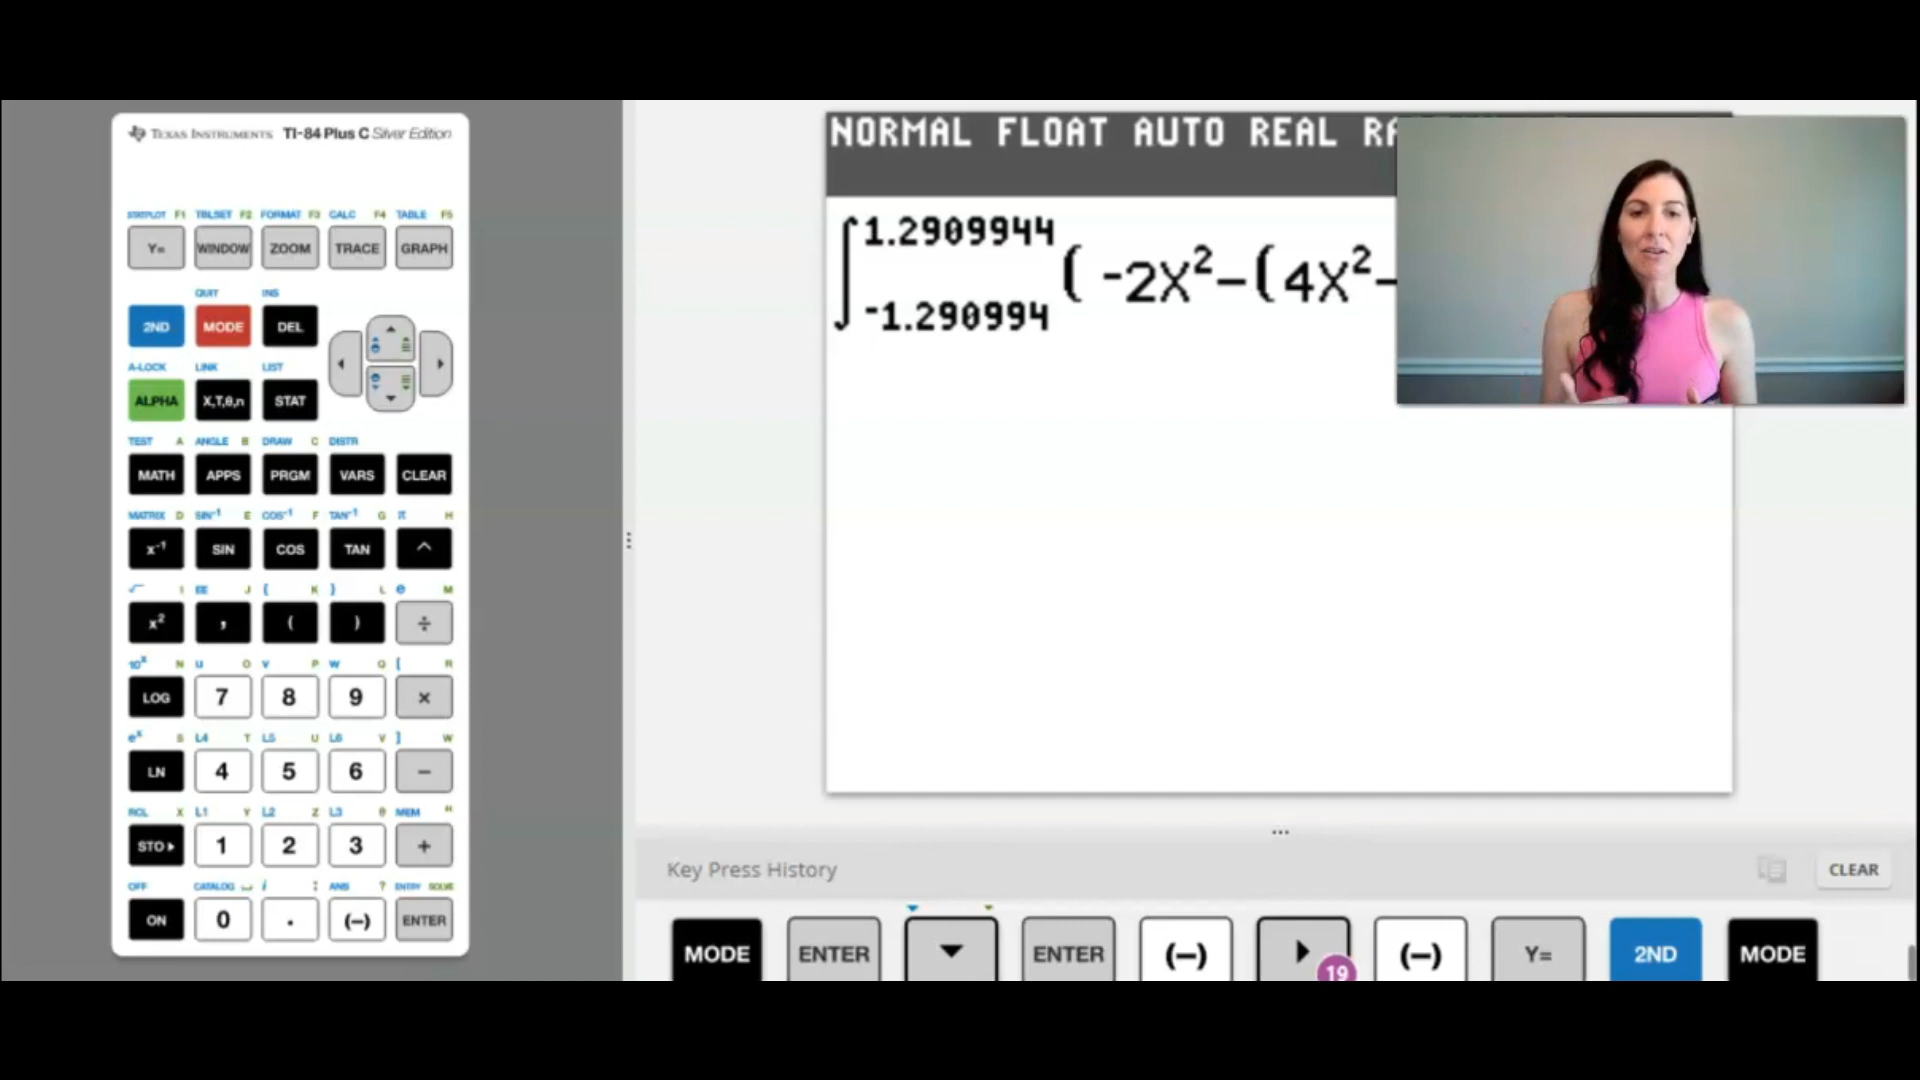 TEXAS INSTRUMENTS TI-84 Plus C Silver Edition
STATPLOT F1 TBLSET F2 FORMAT F3 CALC F4 TABLE F5
Y= WINDOW ZOOM TRACE GRAPH
QUIT INS
2ND MODE DEL
A-LOCK LINK LIST
ALPHA X,T,θ,n STAT
TEST A ANGLE B DRAW C DISTR
MATH APPS PRGM VARS CLEAR
MATRIX D SIN⁻¹ E COS⁻¹ F TAN⁻¹ G π H
x⁻¹ SIN COS TAN ^
√ I EE J { K } L e M
x² , ( ) ÷
10ˣ N u O v P w Q [ R
LOG 7 8 9 ×
eˣ S L4 T L5 U L6 V ] W
LN 4 5 6 −
RCL X L1 Y L2 Z L3 θ MEM "
STO▸ 1 2 3 +
OFF CATALOG ⎵ i : ANS ? ENTRY SOLVE
ON 0 . (−) ENTER
NORMAL FLOAT AUTO REAL RA
∫ 1.2909944
(-2X²-(4X²-
-1.290994
Key Press History
CLEAR
MODE ENTER ▼ ENTER (−) ▶ 19 (−) Y= 2ND MODE